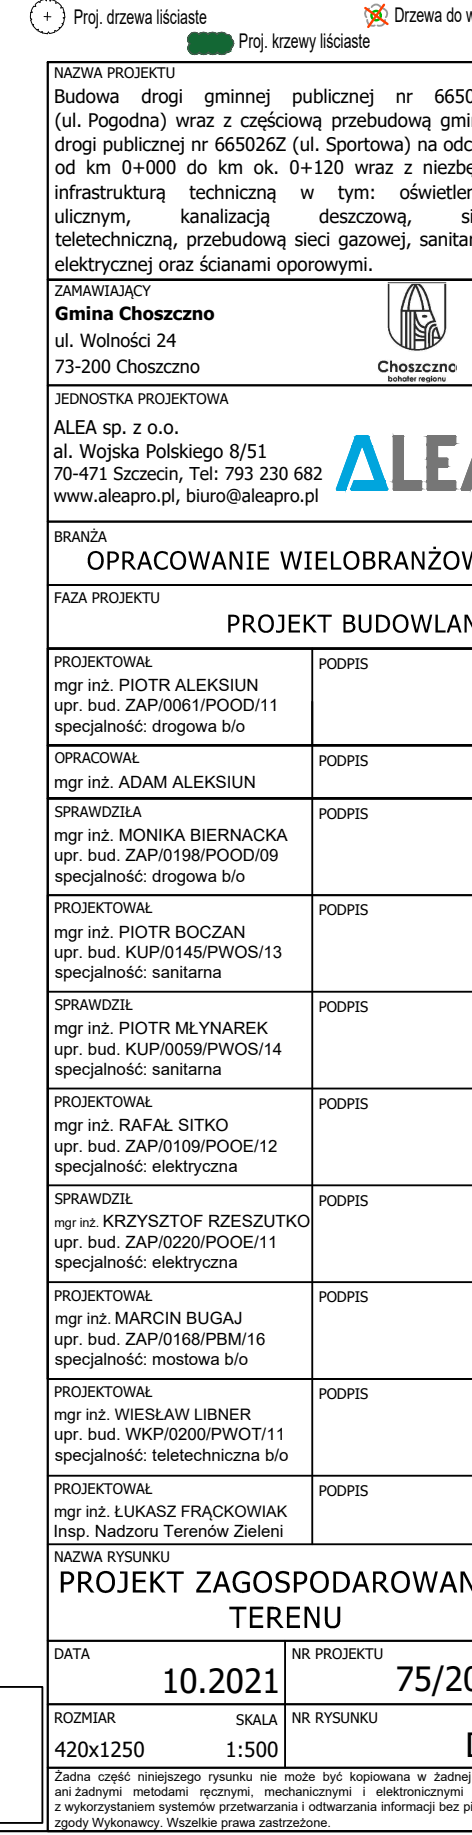 Proj. drzewa liściaste
Drzewa do
Proj. krzewy liściaste
NAZWA PROJEKTU
Budowa drogi gminnej publicznej nr 6650
(ul. Pogodna) wraz z częściową przebudową gmi
drogi publicznej nr 665026Z (ul. Sportowa) na odc
od km 0+000 do km ok. 0+120 wraz z niezbę
infrastrukturą techniczną w tym: oświetle
ulicznym, kanalizacją deszczową, si
teletechniczną, przebudową sieci gazowej, sanita
elektrycznej oraz ścianami oporowymi.
ZAMAWIAJĄCY
Gmina Choszczno
ul. Wolności 24
73-200 Choszczno
Choszczno
bohater regionu
JEDNOSTKA PROJEKTOWA
ALEA sp. z o.o.
al. Wojska Polskiego 8/51
70-471 Szczecin, Tel: 793 230 682
www.aleapro.pl, biuro@aleapro.pl
ALEA
BRANŻA
OPRACOWANIE WIELOBRANŻOW
FAZA PROJEKTU
PROJEKT BUDOWLAN
PROJEKTOWAŁ
PODPIS
mgr inż. PIOTR ALEKSIUN
upr. bud. ZAP/0061/POOD/11
specjalność: drogowa b/o
OPRACOWAŁ
PODPIS
mgr inż. ADAM ALEKSIUN
SPRAWDZIŁA
PODPIS
mgr inż. MONIKA BIERNACKA
upr. bud. ZAP/0198/POOD/09
specjalność: drogowa b/o
PROJEKTOWAŁ
PODPIS
mgr inż. PIOTR BOCZAN
upr. bud. KUP/0145/PWOS/13
specjalność: sanitarna
SPRAWDZIŁ
PODPIS
mgr inż. PIOTR MŁYNAREK
upr. bud. KUP/0059/PWOS/14
specjalność: sanitarna
PROJEKTOWAŁ
PODPIS
mgr inż. RAFAŁ SITKO
upr. bud. ZAP/0109/POOE/12
specjalność: elektryczna
SPRAWDZIŁ
PODPIS
mgr inż. KRZYSZTOF RZESZUTKO
upr. bud. ZAP/0220/POOE/11
specjalność: elektryczna
PROJEKTOWAŁ
PODPIS
mgr inż. MARCIN BUGAJ
upr. bud. ZAP/0168/PBM/16
specjalność: mostowa b/o
PROJEKTOWAŁ
PODPIS
mgr inż. WIESŁAW LIBNER
upr. bud. WKP/0200/PWOT/11
specjalność: teletechniczna b/o
PROJEKTOWAŁ
PODPIS
mgr inż. ŁUKASZ FRĄCKOWIAK
Insp. Nadzoru Terenów Zieleni
NAZWA RYSUNKU
PROJEKT ZAGOSPODAROWAN
TERENU
DATA
10.2021
NR PROJEKTU
75/20
ROZMIAR
SKALA
NR RYSUNKU
420x1250
1:500
Żadna część niniejszego rysunku nie może być kopiowana w żadnej
ani żadnymi metodami ręcznymi, mechanicznymi i elektronicznymi
z wykorzystaniem systemów przetwarzania i odtwarzania informacji bez pi
zgody Wykonawcy. Wszelkie prawa zastrzeżone.